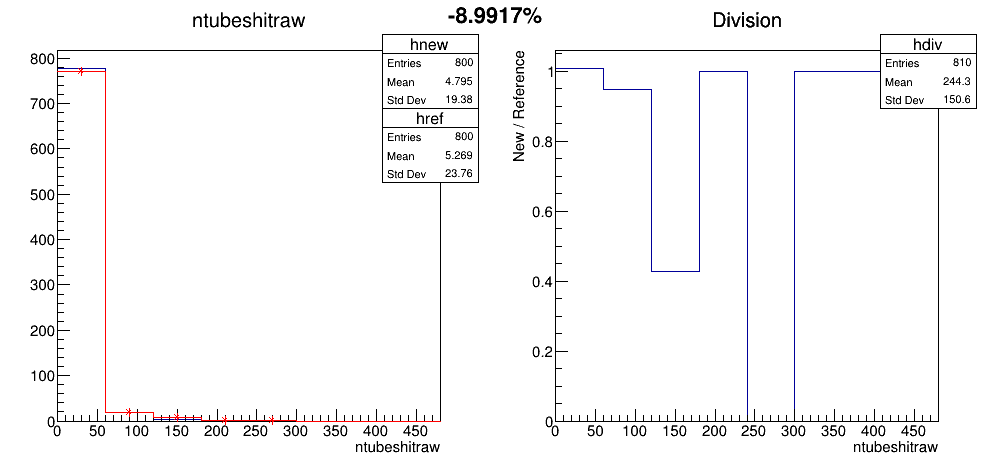 -8.9917%
ntubeshitraw
hnew
Entries 800
Mean 4.795
Std Dev 19.38
href
Entries 800
Mean 5.269
Std Dev 23.76
800
700
600
500
400
300
200
100
0
0 50 100 150 200 250 300 350 400 450
ntubeshitraw
Division
hdiv
Entries 810
Mean 244.3
Std Dev 150.6
New / Reference
1
0.8
0.6
0.4
0.2
0
0 50 100 150 200 250 300 350 400 450
ntubeshitraw